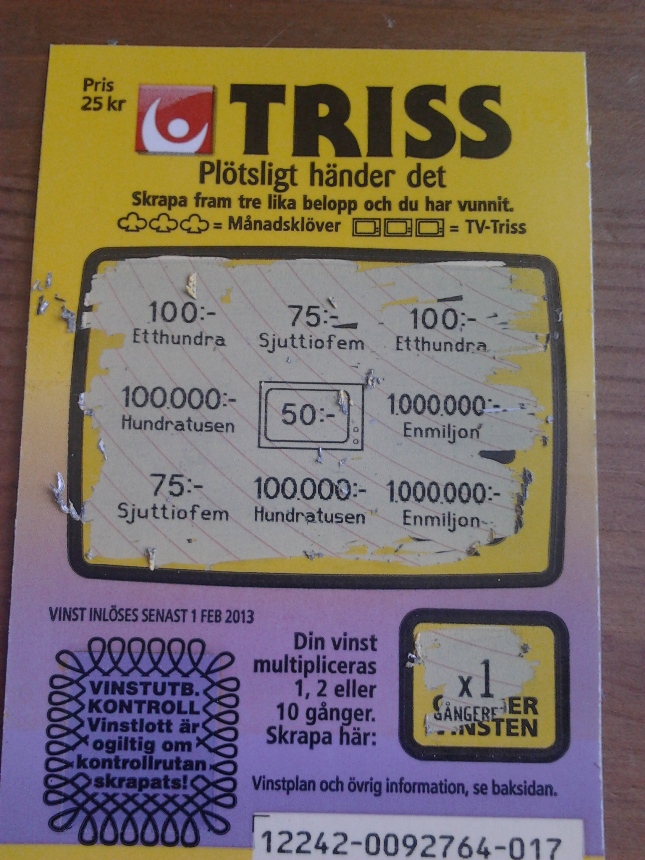 Pris
25 kr
TRISS
Plötsligt händer det
Skrapa fram tre lika belopp och du har vunnit.
= Månadsklöver = TV-Triss
100:- 75:- 100:-
Etthundra Sjuttiofem Etthundra
100.000:- 50:- 1.000.000:-
Hundratusen Enmiljon
75:- 100.000:- 1.000.000:-
Sjuttiofem Hundratusen Enmiljon
VINST INLÖSES SENAST 1 FEB 2013
VINSTUTB.
KONTROLL
Vinstlott är
ogiltig om
kontrollrutan
skrapats!
Din vinst
multipliceras
1, 2 eller
10 gånger.
Skrapa här:
x1
Vinstplan och övrig information, se baksidan.
12242-0092764-017